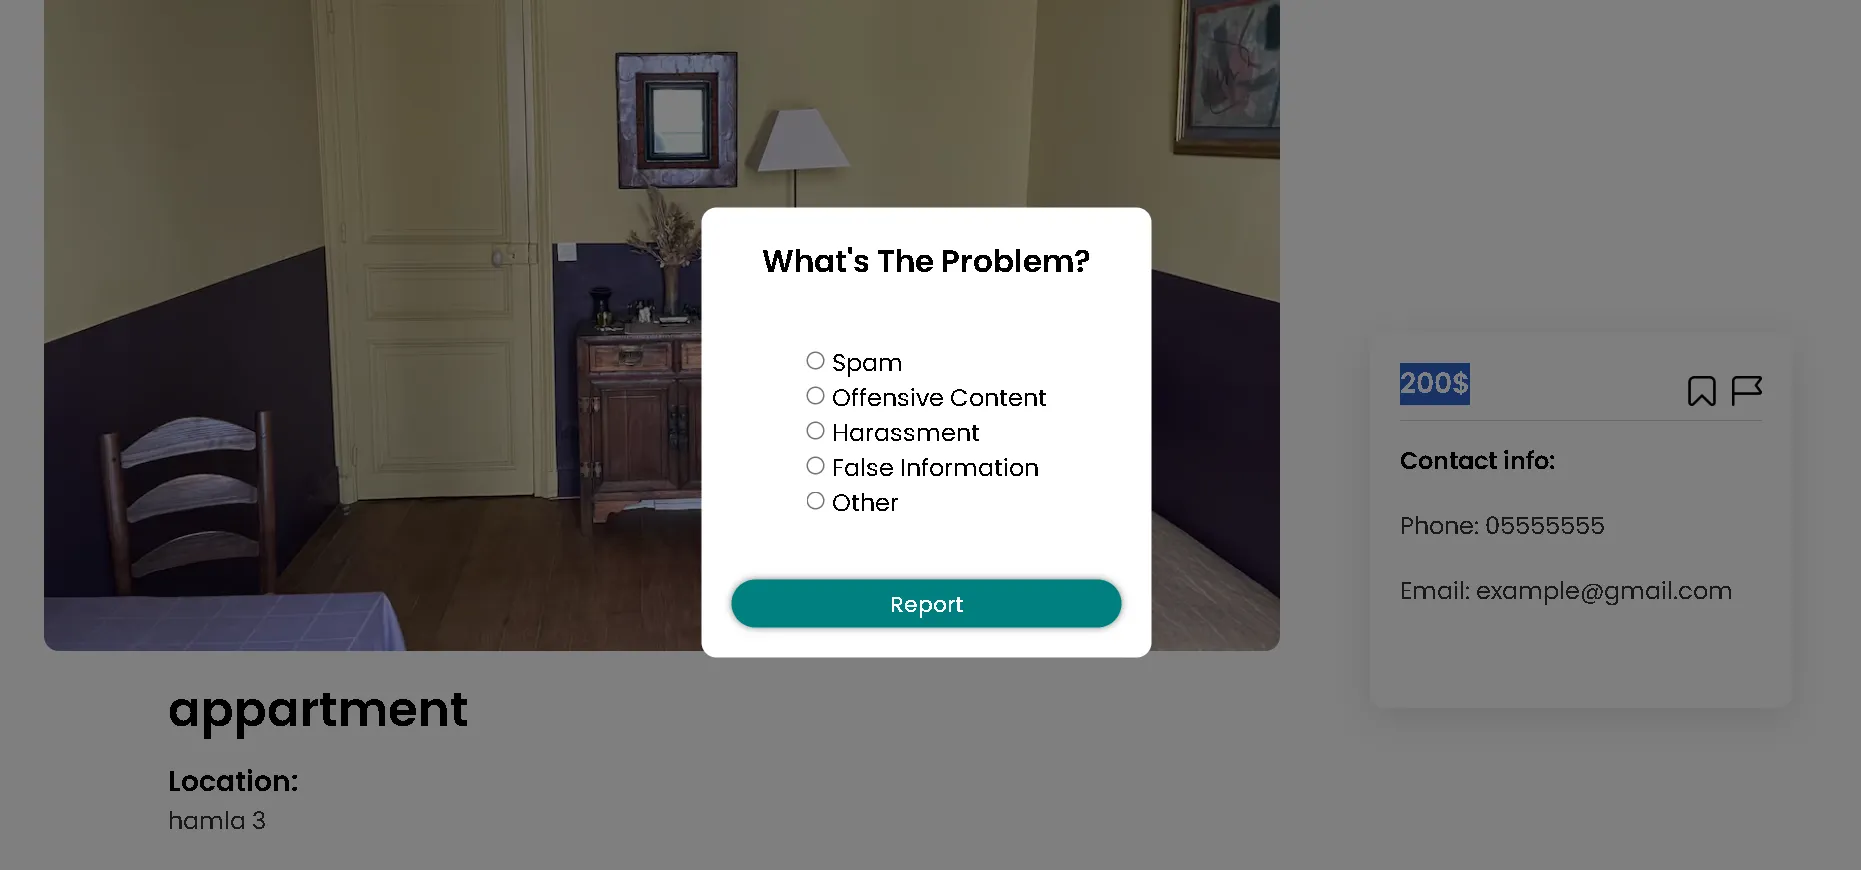 What's The Problem?
Spam
Offensive Content
Harassment
False Information
Other
Report
200$
Contact info:
Phone: 05555555
Email: example@gmail.com
appartment
Location:
hamla 3